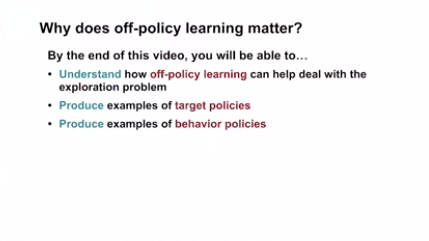 Why does off-policy learning matter?
By the end of this video, you will be able to…
• Understand how off-policy learning can help deal with the
exploration problem
• Produce examples of target policies
• Produce examples of behavior policies